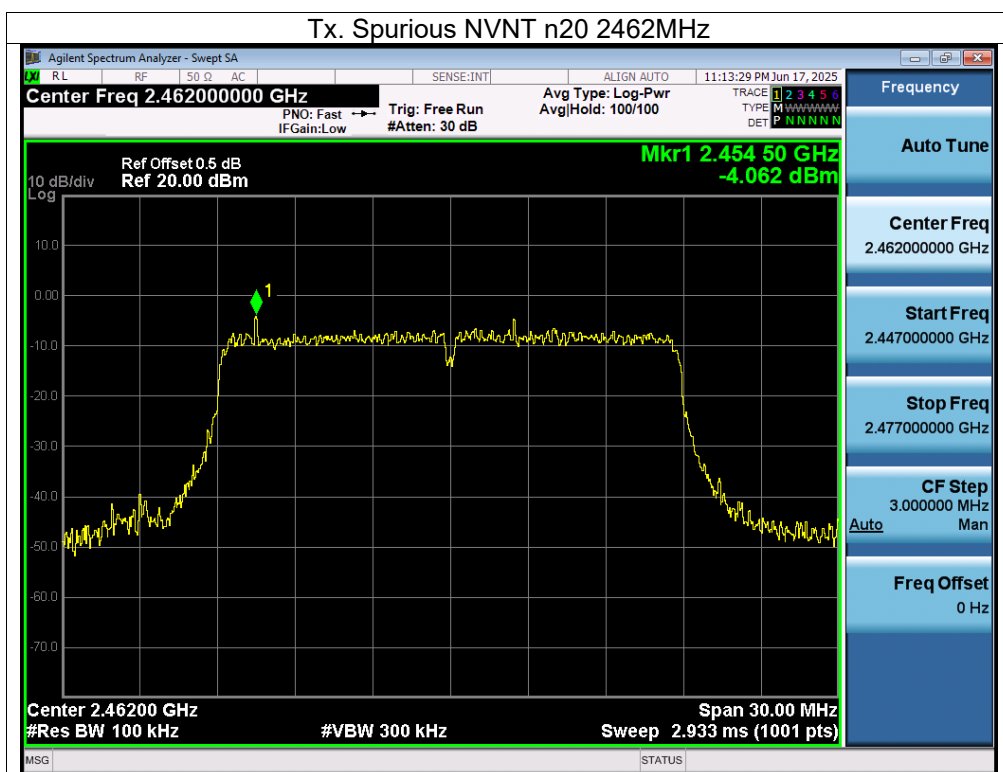 Tx. Spurious NVNT n20 2462MHz
Agilent Spectrum Analyzer - Swept SA
LXI RL RF 50 Ω AC SENSE:INT ALIGN AUTO 11:13:29 PM Jun 17, 2025
Center Freq 2.462000000 GHz
PNO: Fast
IFGain:Low
Trig: Free Run
#Atten: 30 dB
Avg Type: Log-Pwr
Avg|Hold: 100/100
TRACE 1 2 3 4 5 6
TYPE M WWWWW
DET P N N N N N
Mkr1 2.454 50 GHz
-4.062 dBm
Ref Offset 0.5 dB
10 dB/div Ref 20.00 dBm
Log
10.0
0.00
-10.0
-20.0
-30.0
-40.0
-50.0
-60.0
-70.0
1
Center 2.46200 GHz Span 30.00 MHz
#Res BW 100 kHz #VBW 300 kHz Sweep 2.933 ms (1001 pts)
MSG STATUS
Frequency
Auto Tune
Center Freq
2.462000000 GHz
Start Freq
2.447000000 GHz
Stop Freq
2.477000000 GHz
CF Step
3.000000 MHz
Auto Man
Freq Offset
0 Hz